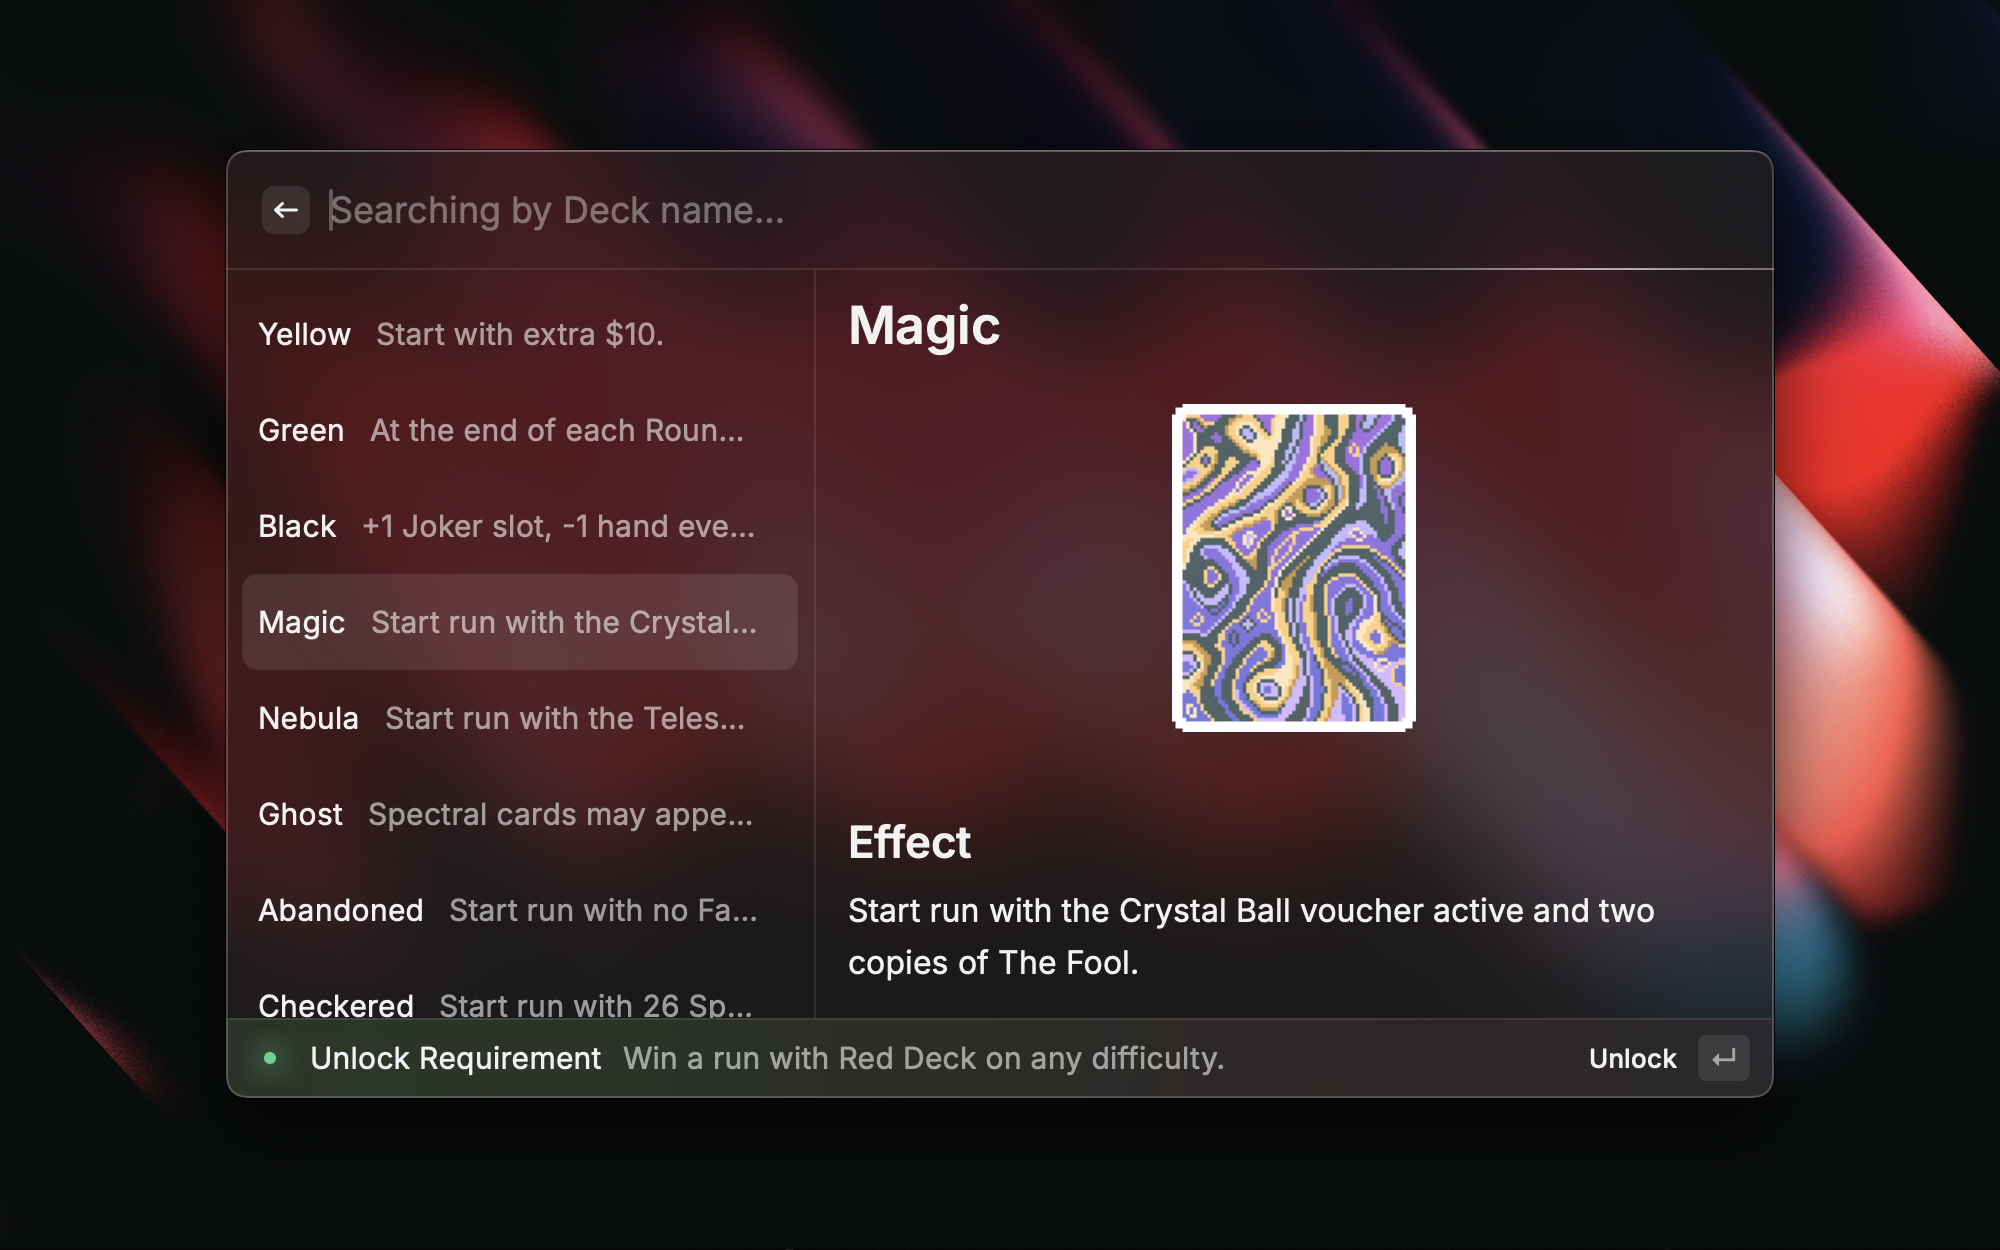 Searching by Deck name...
Yellow Start with extra $10.
Green At the end of each Roun...
Black +1 Joker slot, -1 hand eve...
Magic Start run with the Crystal...
Nebula Start run with the Teles...
Ghost Spectral cards may appe...
Abandoned Start run with no Fa...
Checkered Start run with 26 Sp...
Magic
Effect
Start run with the Crystal Ball voucher active and two
copies of The Fool.
Unlock Requirement Win a run with Red Deck on any difficulty.
Unlock